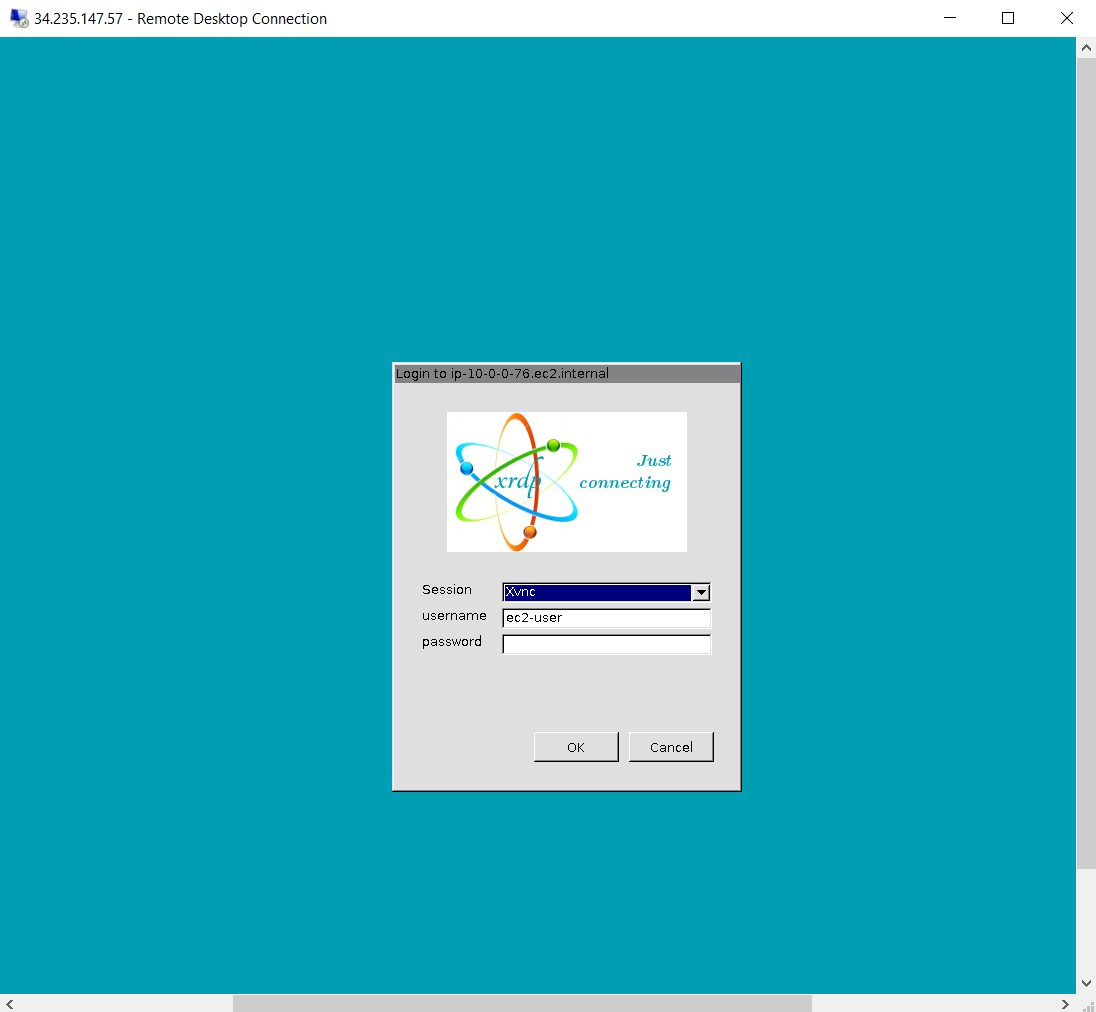 34.235.147.57 - Remote Desktop Connection
Login to ip-10-0-0-76.ec2.internal
xrdp
Just
connecting
Session Xvnc
username ec2-user
password
OK Cancel